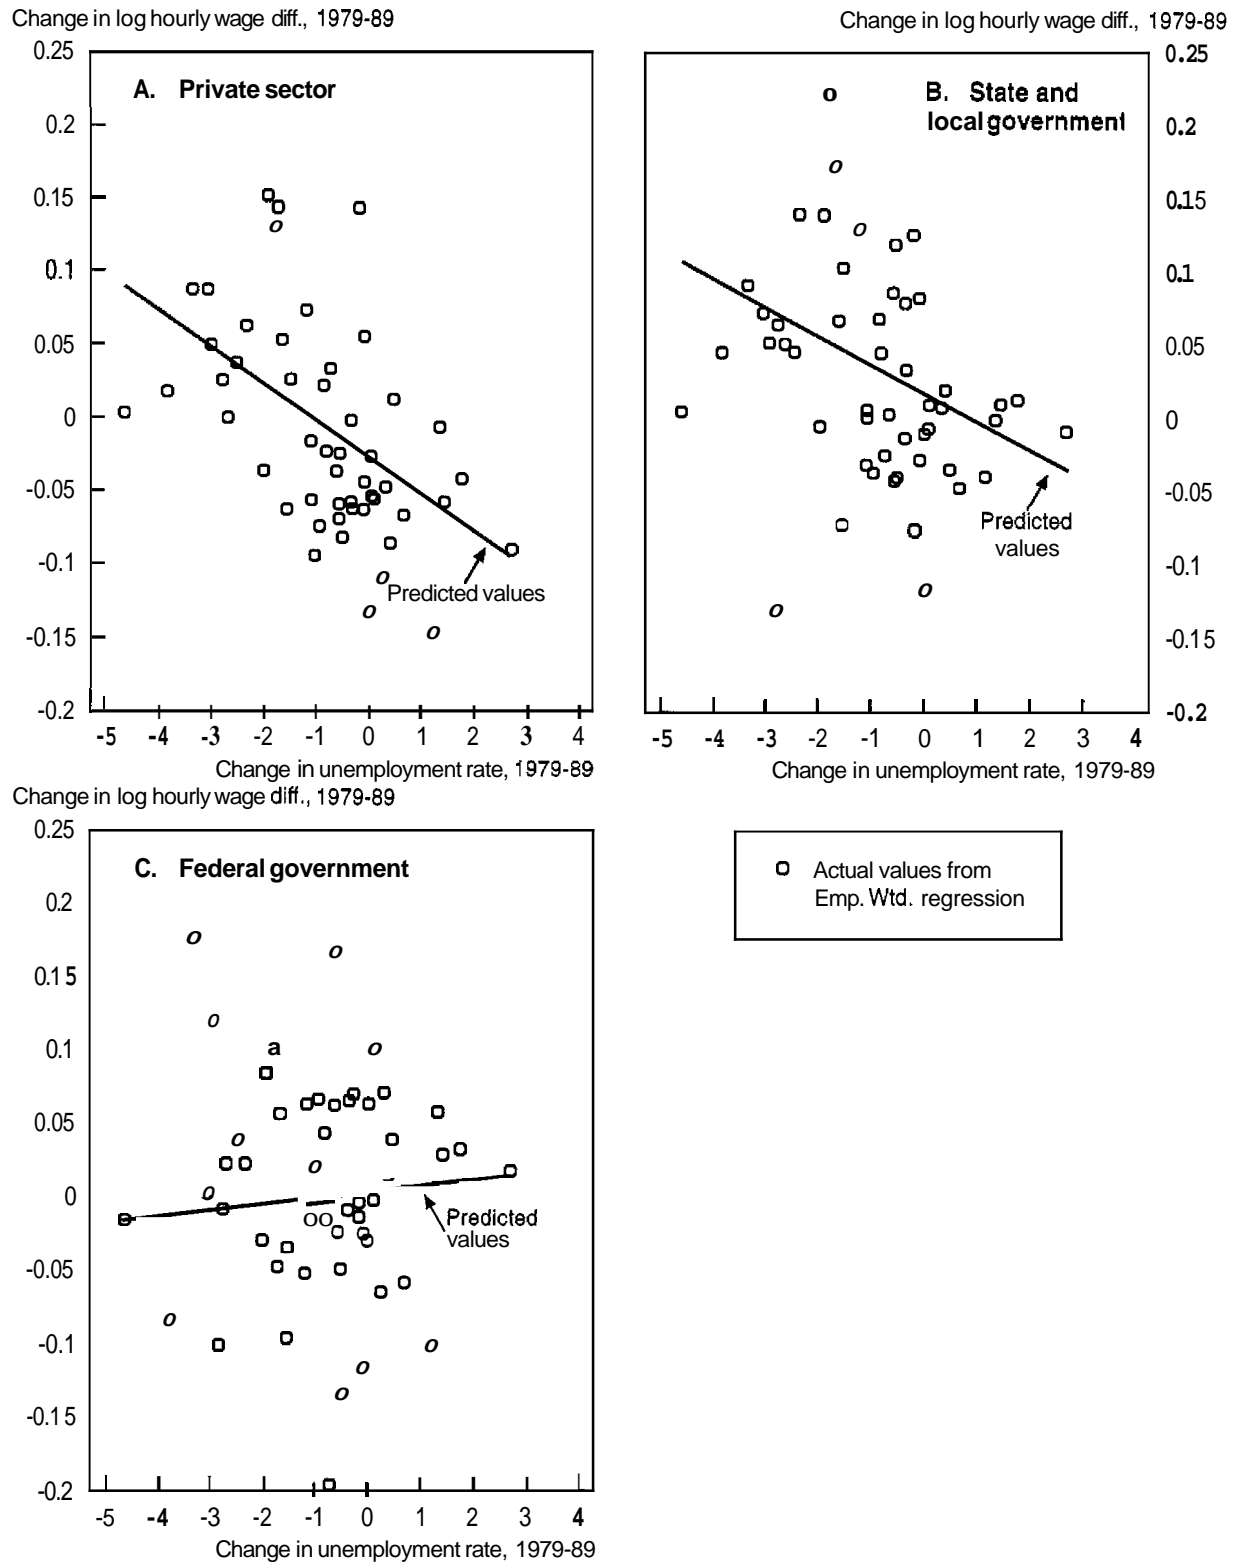 Change in log hourly wage diff., 1979-89
0.25
0.2
0.15
0.1
0.05
0
-0.05
-0.1
-0.15
-0.2
A. Private sector
Predicted values
-5 -4 -3 -2 -1 0 1 2 3 4
Change in unemployment rate, 1979-89
Change in log hourly wage diff., 1979-89
B. State and
local government
Predicted
values
0.25
0.2
0.15
0.1
0.05
0
-0.05
-0.1
-0.15
-0.2
-5 -4 -3 -2 -1 0 1 2 3 4
Change in unemployment rate, 1979-89
Change in log hourly wage diff., 1979-89
0.25
0.2
0.15
0.1
0.05
0
-0.05
-0.1
-0.15
-0.2
C. Federal government
a
Predicted
values
-5 -4 -3 -2 -1 0 1 2 3 4
Change in unemployment rate, 1979-89
Actual values from
Emp. Wtd. regression